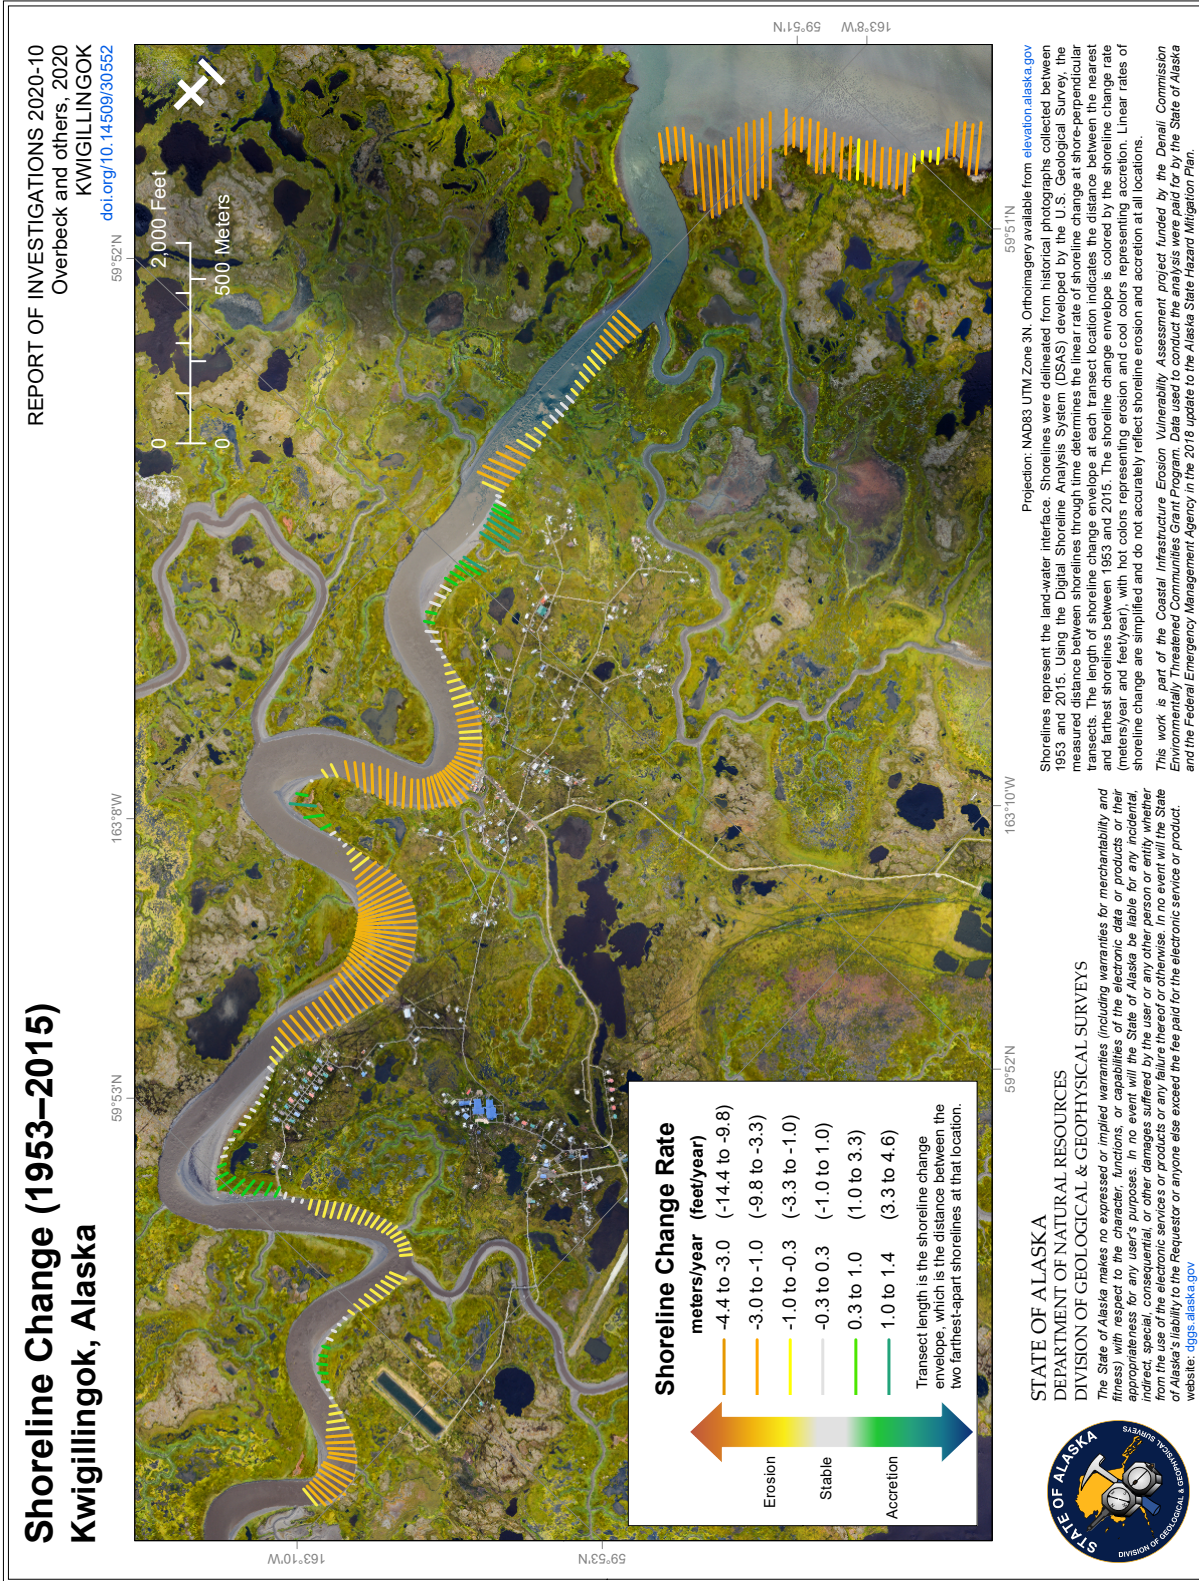 Shoreline Change (1953–2015)
Kwigillingok, Alaska
REPORT OF INVESTIGATIONS 2020-10
Overbeck and others, 2020
KWIGILLINGOK
doi.org/10.14509/30552
59°53'N
163°8'W
59°52'N
59°51'N
163°8'W
163°10'W
59°53'N
59°52'N
163°10'W
59°51'N
0
2,000 Feet
0
500 Meters
Shoreline Change Rate
meters/year (feet/year)
-4.4 to -3.0 (-14.4 to -9.8)
-3.0 to -1.0 (-9.8 to -3.3)
-1.0 to -0.3 (-3.3 to -1.0)
-0.3 to 0.3 (-1.0 to 1.0)
0.3 to 1.0 (1.0 to 3.3)
1.0 to 1.4 (3.3 to 4.6)
Erosion
Stable
Accretion
Transect length is the shoreline change
envelope, which is the distance between the
two farthest-apart shorelines at that location.
STATE OF ALASKA
DIVISION OF GEOLOGICAL & GEOPHYSICAL SURVEYS
STATE OF ALASKA
DEPARTMENT OF NATURAL RESOURCES
DIVISION OF GEOLOGICAL & GEOPHYSICAL SURVEYS
The State of Alaska makes no expressed or implied warranties (including warranties for merchantability and
fitness) with respect to the character, functions, or capabilities of the electronic data or products or their
appropriateness for any user's purposes. In no event will the State of Alaska be liable for any incidental,
indirect, special, consequential, or other damages suffered by the user or any other person or entity whether
from the use of the electronic services or products or any failure thereof or otherwise. In no event will the State
of Alaska's liability to the Requestor or anyone else exceed the fee paid for the electronic service or product.
website: dggs.alaska.gov
Projection: NAD83 UTM Zone 3N. Orthoimagery available from elevation.alaska.gov
Shorelines represent the land-water interface. Shorelines were delineated from historical photographs collected between
1953 and 2015. Using the Digital Shoreline Analysis System (DSAS) developed by the U.S. Geological Survey, the
measured distance between shorelines through time determines the linear rate of shoreline change at shore-perpendicular
transects. The length of shoreline change envelope at each transect location indicates the distance between the nearest
and farthest shorelines between 1953 and 2015. The shoreline change envelope is colored by the shoreline change rate
(meters/year and feet/year), with hot colors representing erosion and cool colors representing accretion. Linear rates of
shoreline change are simplified and do not accurately reflect shoreline erosion and accretion at all locations.
This work is part of the Coastal Infrastructure Erosion Vulnerability Assessment project funded by the Denali Commission
Environmentally Threatened Communities Grant Program. Data used to conduct the analysis were paid for by the State of Alaska
and the Federal Emergency Management Agency in the 2018 update to the Alaska State Hazard Mitigation Plan.